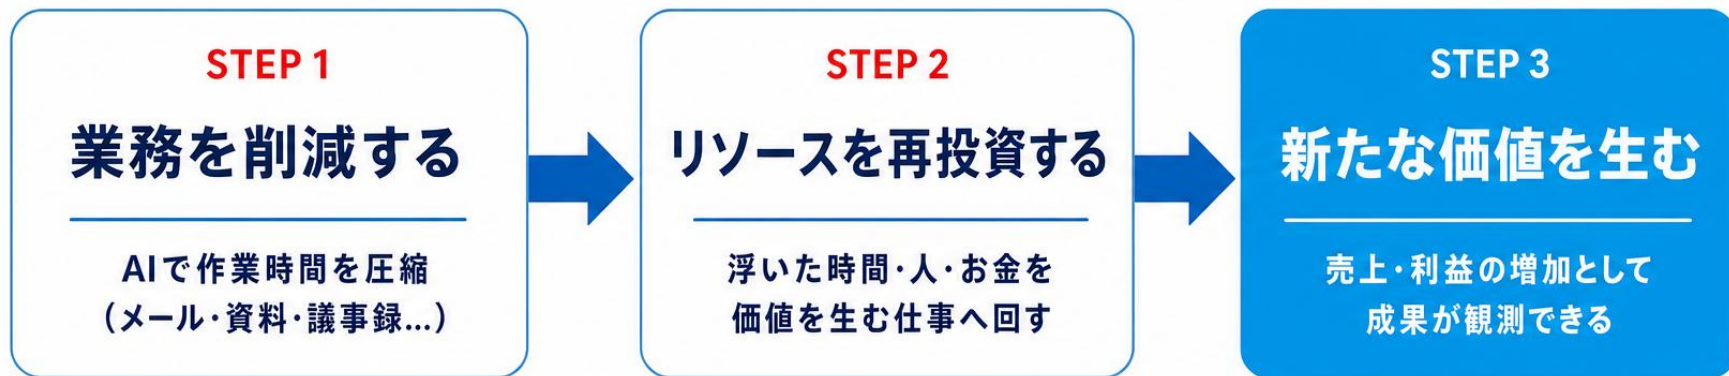 STEP 1
業務を削減する
AIで作業時間を圧縮
（メール・資料・議事録...）
STEP 2
リソースを再投資する
浮いた時間・人・お金を
価値を生む仕事へ回す
STEP 3
新たな価値を生む
売上・利益の増加として
成果が観測できる